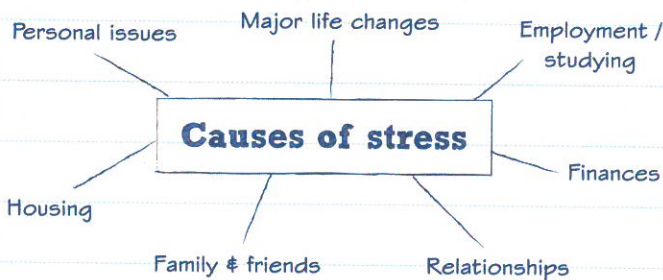 Major life changes
Personal issues
Employment /
studying
Causes of stress
Finances
Housing
Family & friends
Relationships